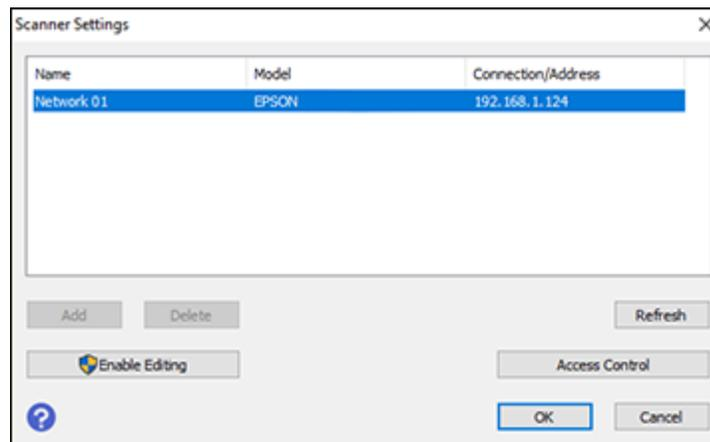 Scanner Settings
Name Model Connection/Address
Network 01 EPSON 192.168.1.124
Add Delete Refresh
Enable Editing Access Control
? OK Cancel